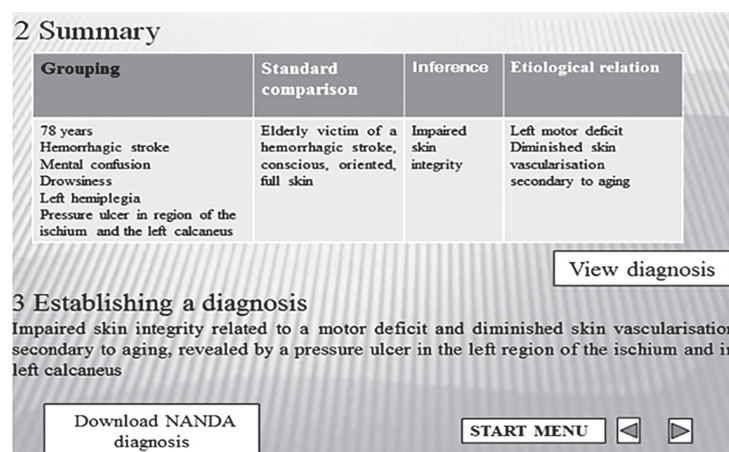 2 Summary
Grouping
Standard
comparison
Inference
Etiological relation
78 years
Hemorrhagic stroke
Mental confusion
Drowsiness
Left hemiplegia
Pressure ulcer in region of the
ischium and the left calcaneus
Elderly victim of a
hemorrhagic stroke,
conscious, oriented,
full skin
Impaired
skin
integrity
Left motor deficit
Diminished skin
vascularisation
secondary to aging
View diagnosis
3 Establishing a diagnosis
Impaired skin integrity related to a motor deficit and diminished skin vascularisation
secondary to aging, revealed by a pressure ulcer in the left region of the ischium and in
left calcaneus
Download NANDA
diagnosis
START MENU